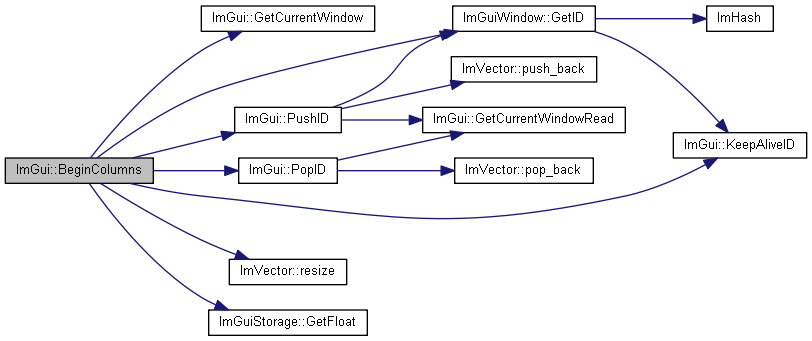 ImGui::BeginColumns
ImGui::GetCurrentWindow
ImGuiWindow::GetID
ImHash
ImVector::push_back
ImGui::PushID
ImGui::GetCurrentWindowRead
ImGui::KeepAliveID
ImGui::PopID
ImVector::pop_back
ImVector::resize
ImGuiStorage::GetFloat